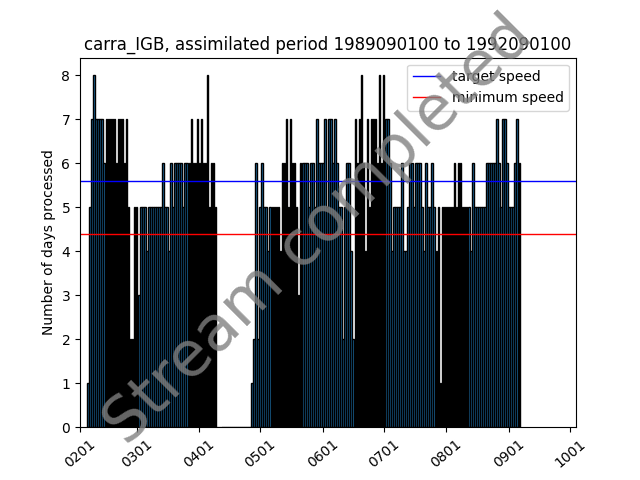 carra_IGB, assimilated period 1989090100 to 1992090100
target speed
minimum speed
Stream completed
Number of days processed
8
7
6
5
4
3
2
1
0
0201 0301 0401 0501 0601 0701 0801 0901 1001